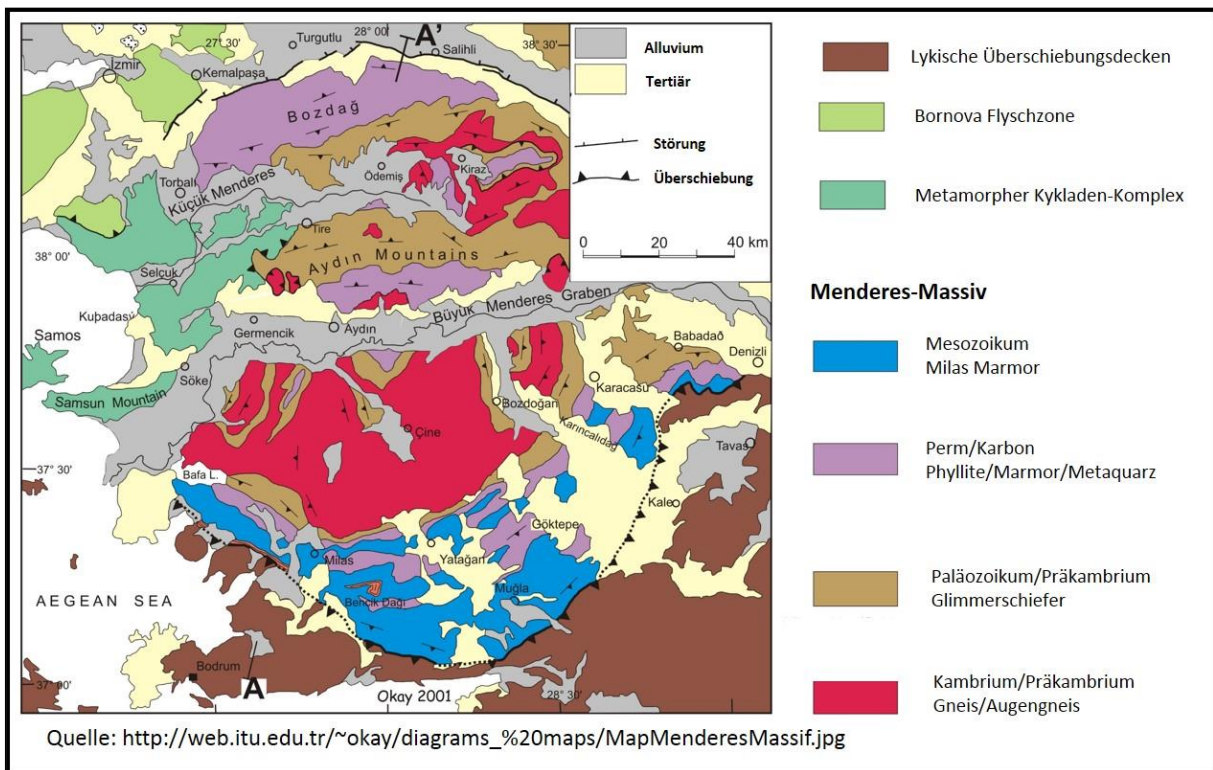 27° 30'
Turgutlu
28° 00'
A'
Salihli
38° 30'
İzmir
Kemalpaşa
Bozdağ
Torbalı
Küçük Menderes
Ödemiş
Kiraz
Tire
38° 00'
Selçuk
Aydın Mountains
Kuþadasý
Germencik
Aydın
Büyük Menderes Graben
Samos
Babadað
Denizli
Söke
Samsun Mountain
Karacasu
Bozdoğan
Karıncalıdağ
Çine
Tavas
37° 30'
Bafa L.
Kale
Göktepe
Milas
Yatağan
AEGEAN SEA
Bencik Dağı
Muğla
Bodrum
37° 00'
A
Okay 2001
28° 30'
Alluvium
Tertiär
Störung
Überschiebung
0 20 40 km
Lykische Überschiebungsdecken
Bornova Flyschzone
Metamorpher Kykladen-Komplex
Menderes-Massiv
Mesozoikum
Milas Marmor
Perm/Karbon
Phyllite/Marmor/Metaquarz
Paläozoikum/Präkambrium
Glimmerschiefer
Kambrium/Präkambrium
Gneis/Augengneis
Quelle: http://web.itu.edu.tr/~okay/diagrams_%20maps/MapMenderesMassif.jpg